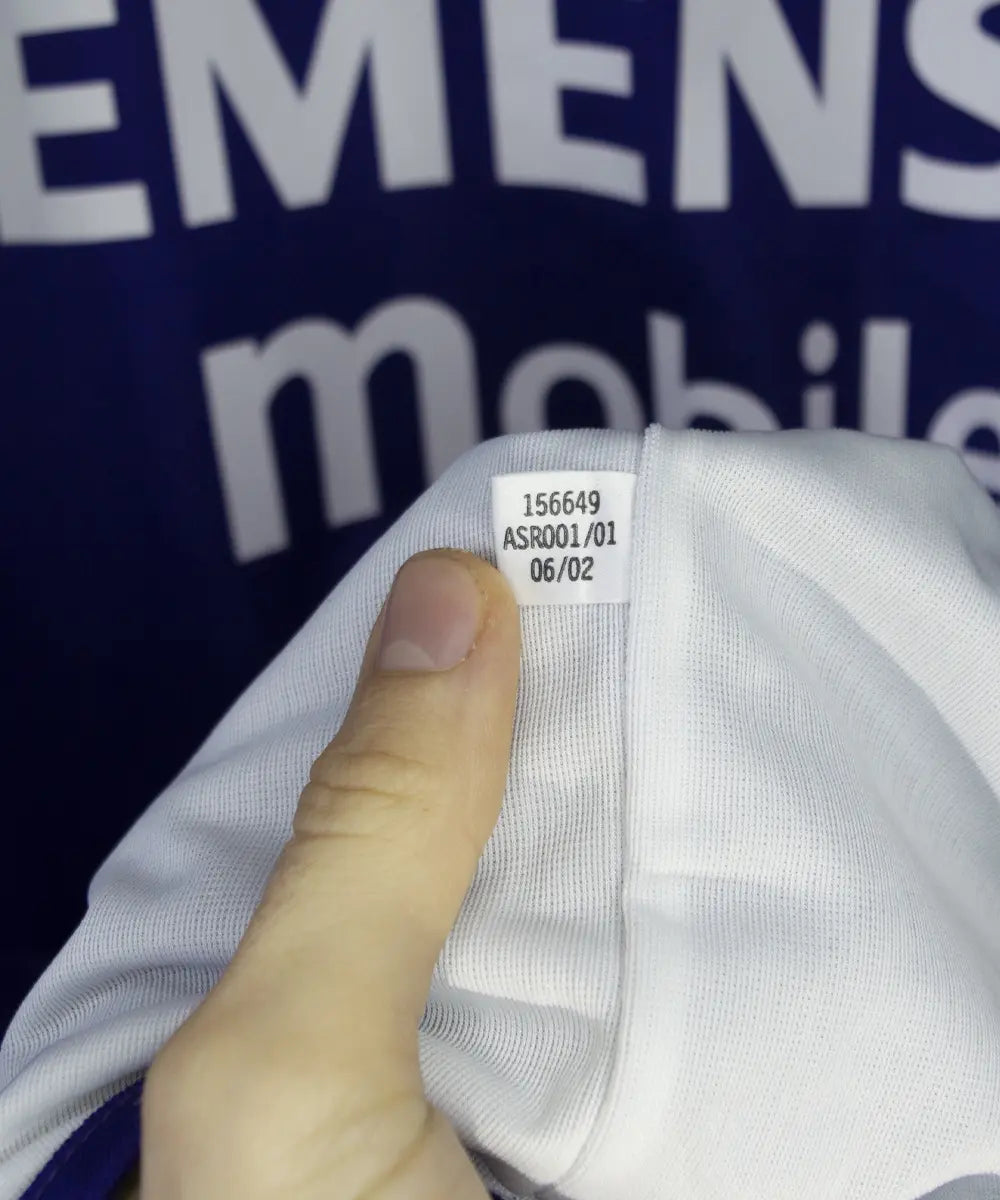 EMENS
mobile
156649
ASR001/01
06/02